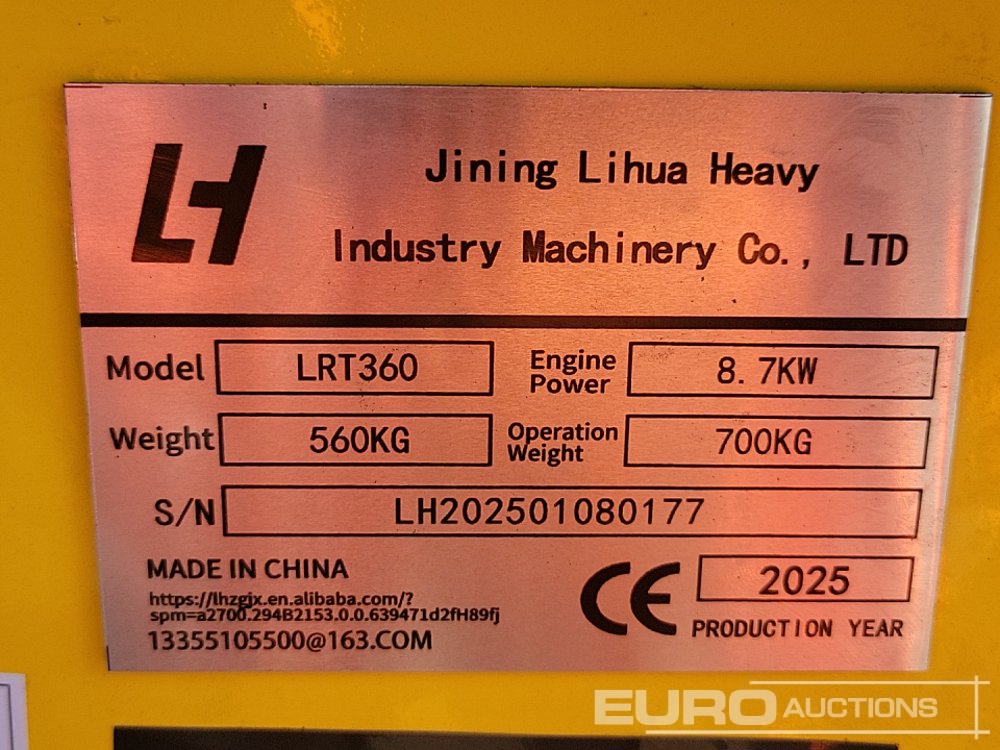 LH
Jining Lihua Heavy
Industry Machinery Co., LTD
Model LRT360
Engine Power 8.7KW
Weight 560KG
Operation Weight 700KG
S/N LH202501080177
MADE IN CHINA
https://lhzgjx.en.alibaba.com/?
spm=a2700.294B2153.0.0.639471d2fH89fj
13355105500@163.COM
CE
2025
PRODUCTION YEAR
EURO AUCTIONS